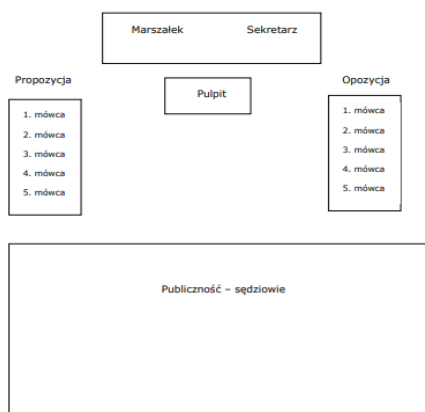 Marszałek Sekretarz
Propozycja
Pulpit
Opozycja
1. mówca
2. mówca
3. mówca
4. mówca
5. mówca
1. mówca
2. mówca
3. mówca
4. mówca
5. mówca
Publiczność – sędziowie